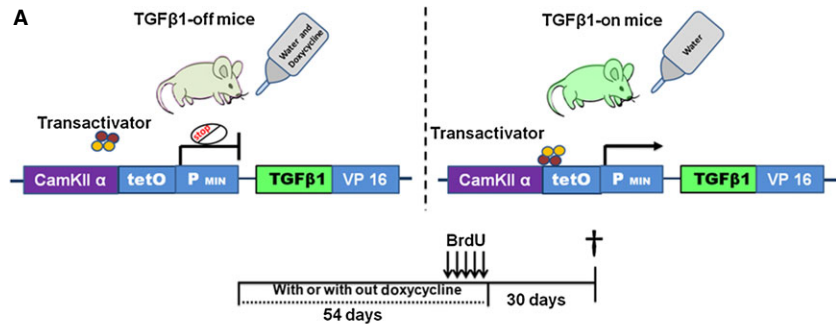 A
TGFβ1-off mice
TGFβ1-on mice
Water and
Doxycycline
Water
Transactivator
Transactivator
stop
CamKII α tetO P MIN TGFβ1 VP 16
CamKII α tetO P MIN TGFβ1 VP 16
BrdU
†
With or with out doxycycline
30 days
54 days